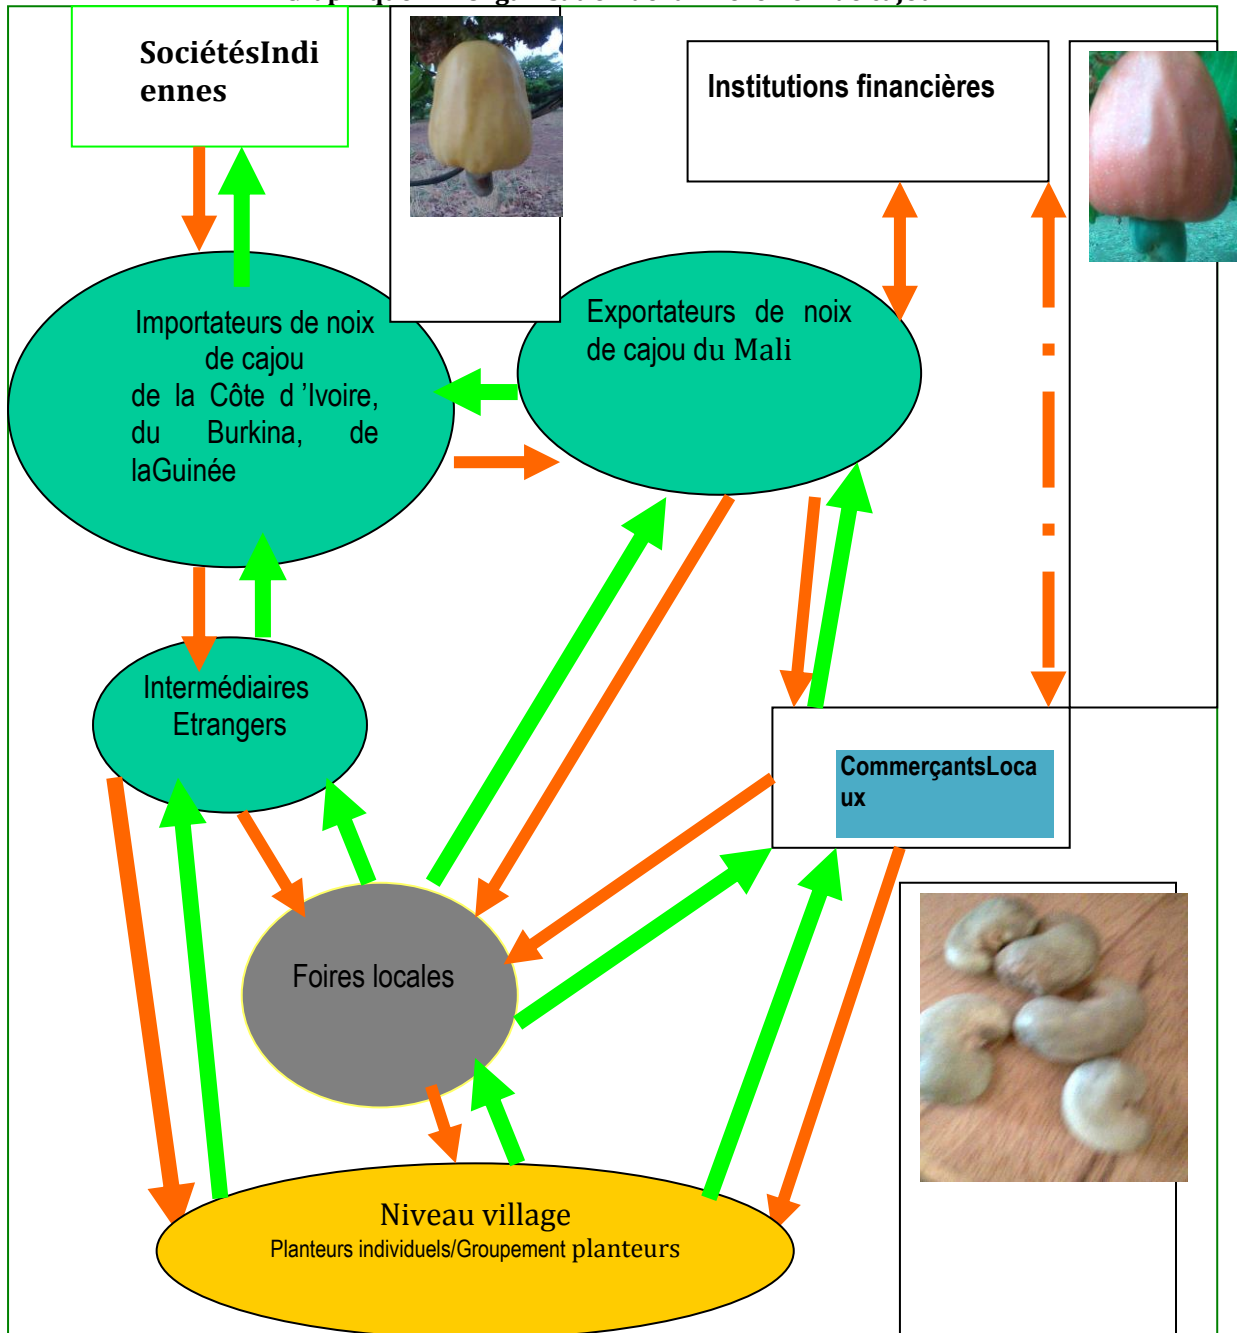 SociétésIndi
ennes
Institutions financières
Importateurs de noix
de cajou
de la Côte d 'Ivoire,
du Burkina, de
laGuinée
Exportateurs de noix
de cajou du Mali
Intermédiaires
Etrangers
CommerçantsLoca
ux
Foires locales
Niveau village
Planteurs individuels/Groupement planteurs